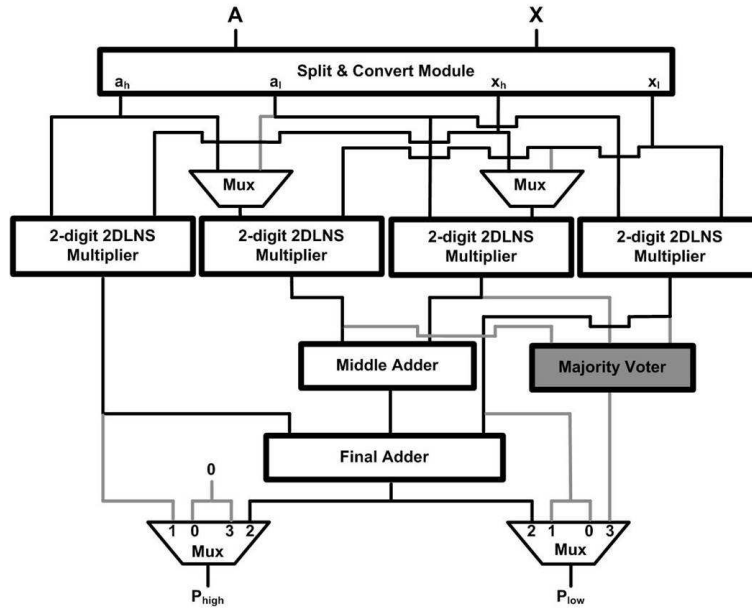 A X
Split & Convert Module
a_h a_l x_h x_l
Mux Mux
2-digit 2DLNS Multiplier
2-digit 2DLNS Multiplier
2-digit 2DLNS Multiplier
2-digit 2DLNS Multiplier
Middle Adder
Majority Voter
Final Adder
0
1 0 3 2
Mux
2 1 0 3
Mux
P_high
P_low